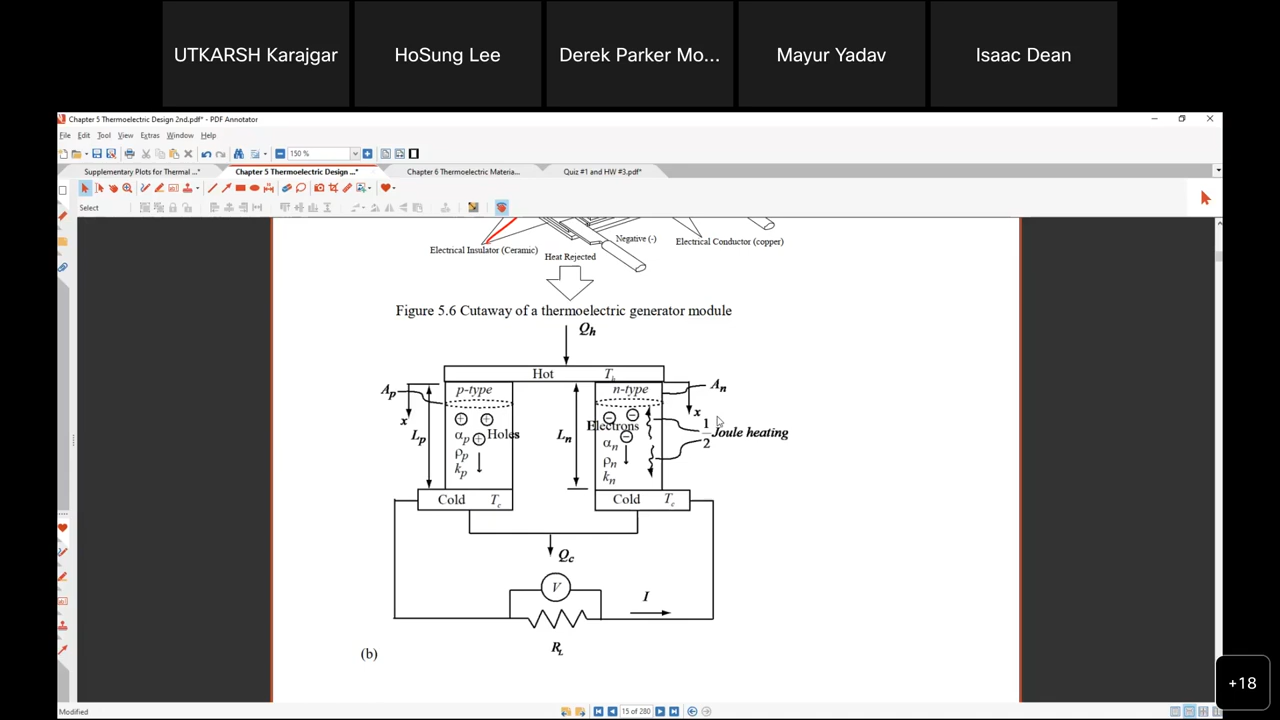 UTKARSH Karajgar
HoSung Lee
Derek Parker Mo...
Mayur Yadav
Isaac Dean
Chapter 5 Thermoelectric Design 2nd.pdf* - PDF Annotator
File Edit Tool View Extras Window Help
150 %
Supplementary Plots for Thermal ...*
Chapter 5 Thermoelectric Design ...*
Chapter 6 Thermoelectric Materia...
Quiz #1 and HW #3.pdf*
Select
Negative (-)
Electrical Insulator (Ceramic)
Electrical Conductor (copper)
Heat Rejected
Figure 5.6 Cutaway of a thermoelectric generator module
Qh
Hot Th
Ap
p-type
n-type
An
x
x
Lp
αp
Holes
ρp
kp
Ln
Electrons
αn
ρn
kn
1/2 Joule heating
Cold Tc
Cold Tc
Qc
V
I
RL
(b)
Modified
15 of 280
+18